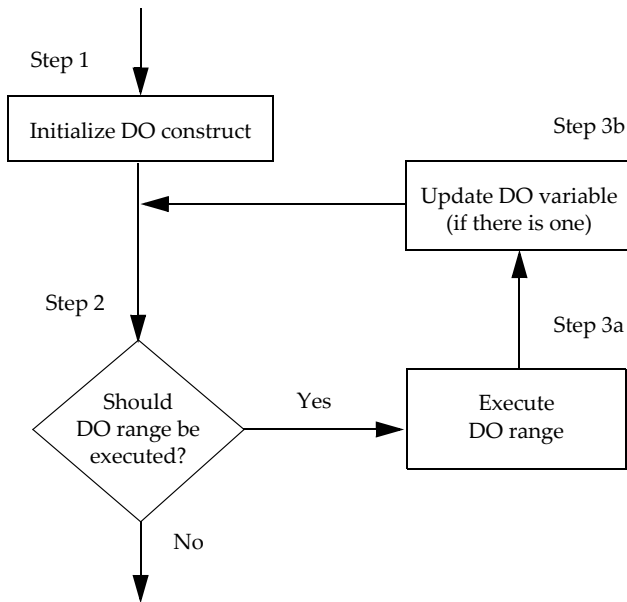 Step 1
Initialize DO construct
Step 3b
Update DO variable
(if there is one)
Step 2
Step 3a
Should
DO range be
executed?
Yes
Execute
DO range
No